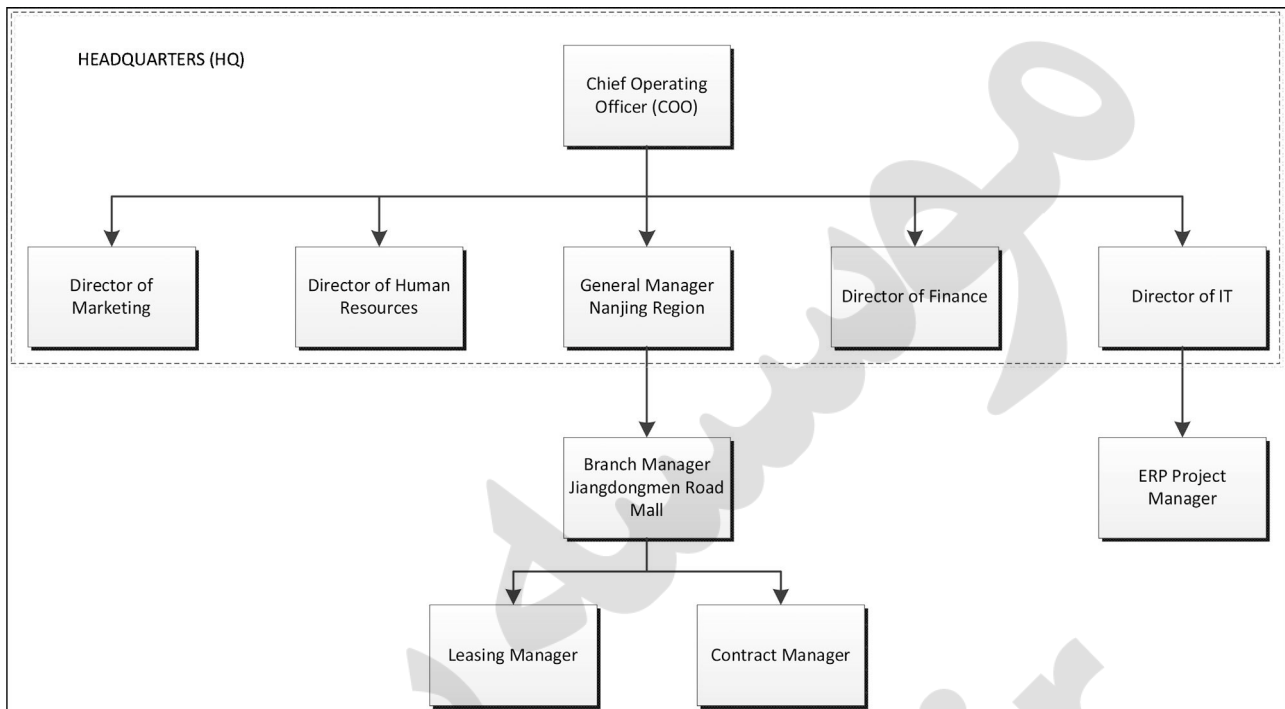 HEADQUARTERS (HQ)
Chief Operating
Officer (COO)
Director of
Marketing
Director of Human
Resources
General Manager
Nanjing Region
Director of Finance
Director of IT
Branch Manager
Jiangdongmen Road
Mall
ERP Project
Manager
Leasing Manager
Contract Manager